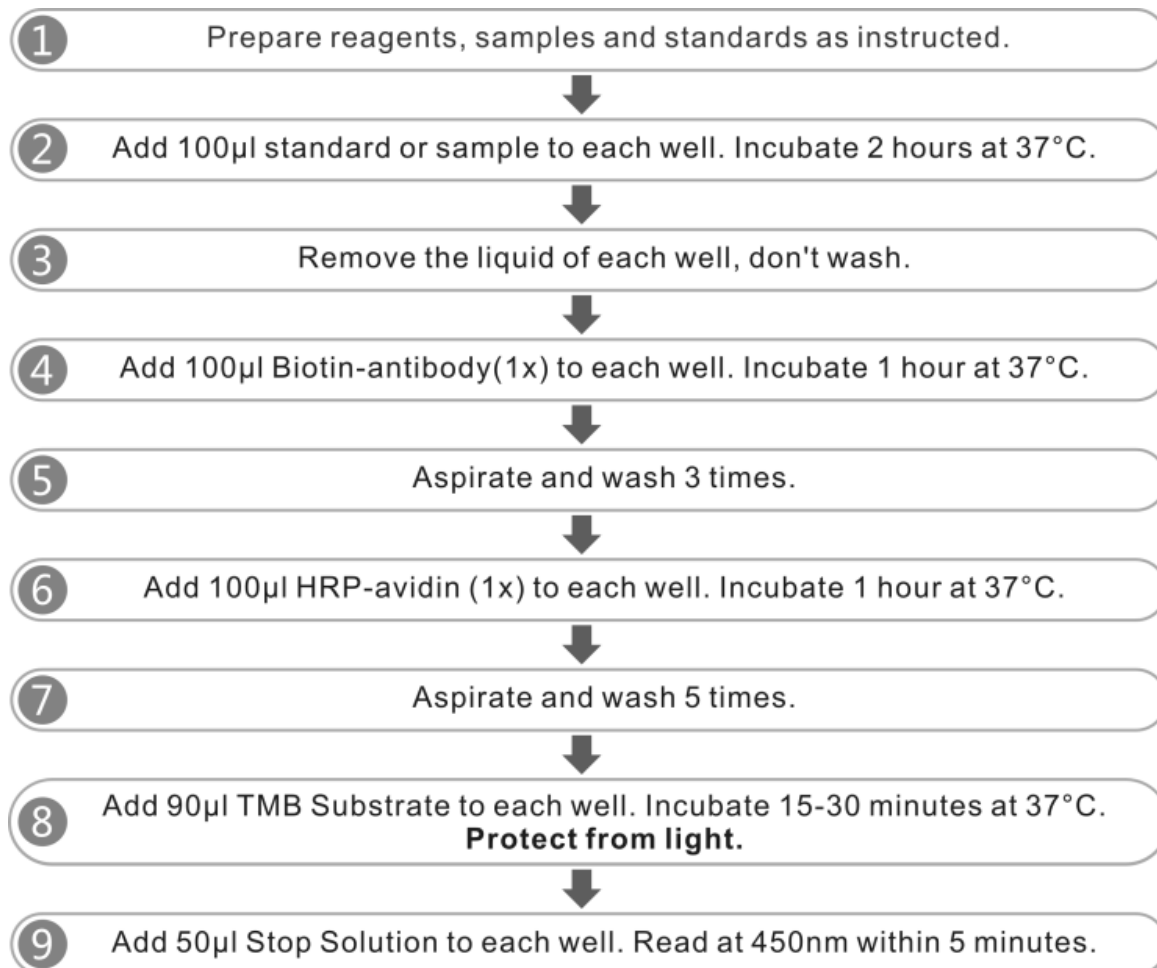 1 Prepare reagents, samples and standards as instructed.
2 Add 100µl standard or sample to each well. Incubate 2 hours at 37°C.
3 Remove the liquid of each well, don't wash.
4 Add 100µl Biotin-antibody(1x) to each well. Incubate 1 hour at 37°C.
5 Aspirate and wash 3 times.
6 Add 100µl HRP-avidin (1x) to each well. Incubate 1 hour at 37°C.
7 Aspirate and wash 5 times.
8 Add 90µl TMB Substrate to each well. Incubate 15-30 minutes at 37°C.
Protect from light.
9 Add 50µl Stop Solution to each well. Read at 450nm within 5 minutes.